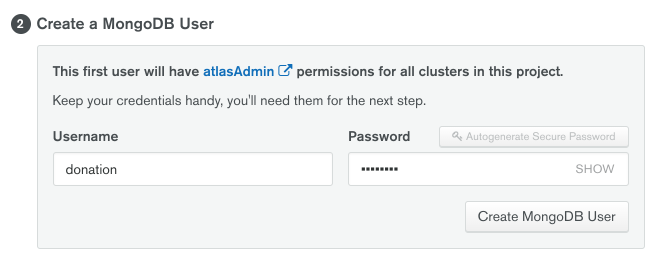 2 Create a MongoDB User
This first user will have atlasAdmin permissions for all clusters in this project.
Keep your credentials handy, you'll need them for the next step.
Username
Password
Autogenerate Secure Password
donation
•••••••• SHOW
Create MongoDB User